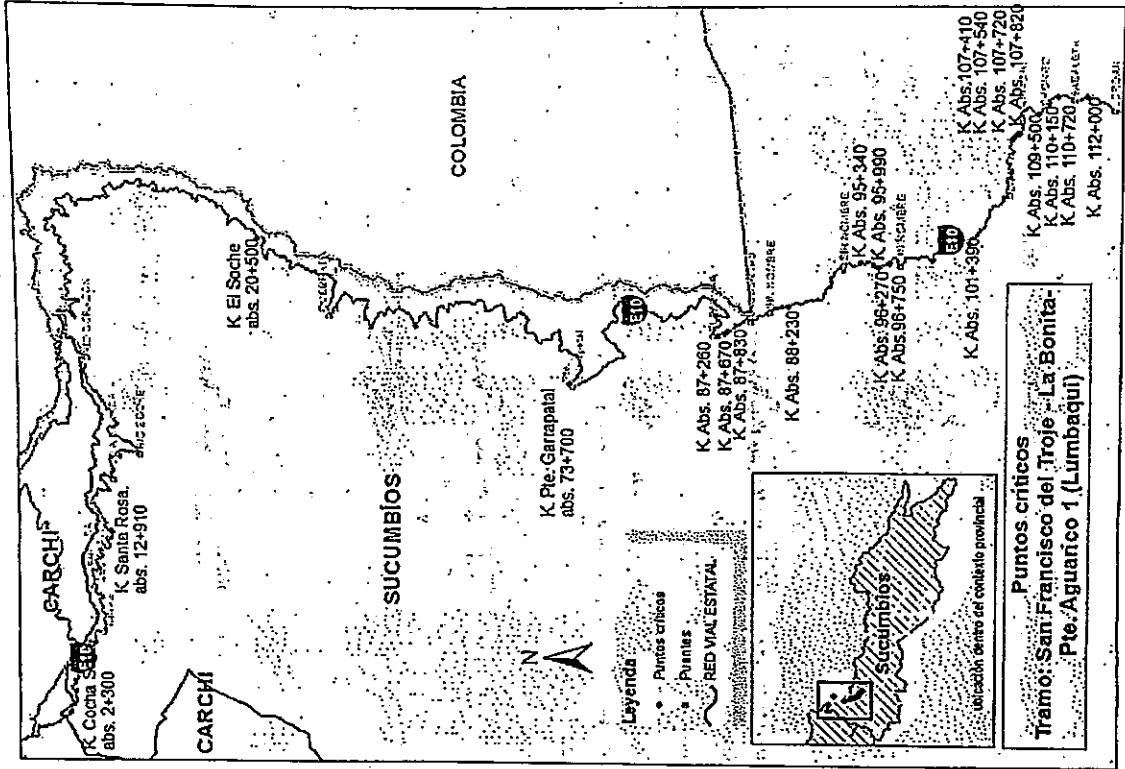 CARCHI
K. Cocha S
abs. 2+300
K. Santa Rosa.
abs. 12+910
CARCHI
K. El Soche
abs. 20+500
COLOMBIA
SUCUMBÍOS
K. Pte. Garrapatal
abs. 73+700
K. Abs. 87+260
K. Abs. 87+670
K. Abs. 87+830
K. Abs. 88+230
K. Abs. 95+340
K. Abs. 95+990
K. Abs. 96+270
K. Abs. 96+750
K. Abs. 101+390
K. Abs. 107+410
K. Abs. 107+540
K. Abs. 107+720
K. Abs. 107+820
K. Abs. 109+500
K. Abs. 110+150
K. Abs. 110+720
K. Abs. 112+000
N
Leyenda
Puntos críticos
Puentes
RED VIAL ESTATAL
Sucumbíos
ubicación dentro del contexto provincial
Puntos críticos
Tramo: San Francisco del Troje - La Bonita-
Pte. Aguarico 1 (Lumbaqui)